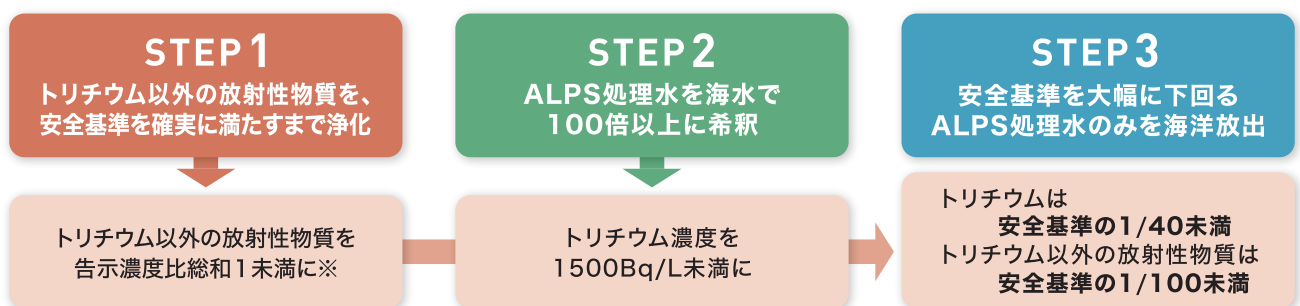 STEP1
トリチウム以外の放射性物質を、
安全基準を確実に満たすまで浄化
トリチウム以外の放射性物質を
告示濃度比総和1未満に※
STEP2
ALPS処理水を海水で
100倍以上に希釈
トリチウム濃度を
1500Bq/L未満に
STEP3
安全基準を大幅に下回る
ALPS処理水のみを海洋放出
トリチウムは
安全基準の1/40未満
トリチウム以外の放射性物質は
安全基準の1/100未満